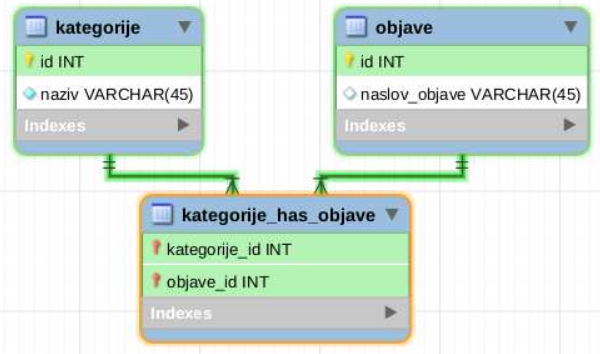 kategorije
id INT
naziv VARCHAR(45)
Indexes
objave
id INT
naslov_objave VARCHAR(45)
Indexes
kategorije_has_objave
kategorije_id INT
objave_id INT
Indexes